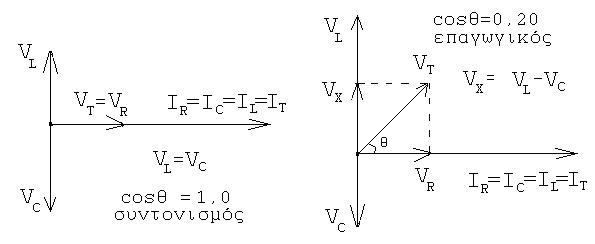 V_L
V_T=V_R
I_R=I_C=I_L=I_T
V_L=V_C
V_C
cosθ =1,0
συντονισμός
cosθ=0,20
επαγωγικός
V_L
V_T
V_X
V_X= V_L-V_C
θ
V_R
I_R=I_C=I_L=I_T
V_C